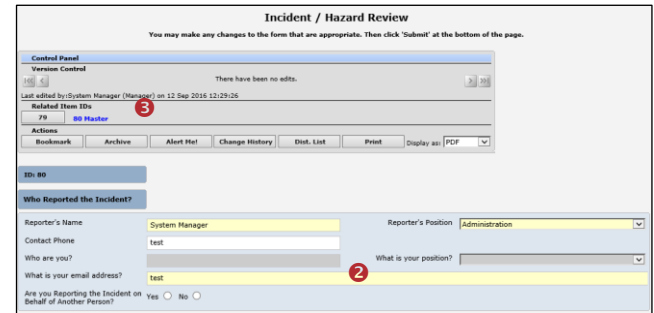 Incident / Hazard Review
You may make any changes to the form that are appropriate. Then click 'Submit' at the bottom of the page.
Control Panel
Version Control
There have been no edits.
Last edited by:System Manager (Manager) on 12 Sep 2016 12:29:26
Related Item IDs
3
79 80 Master
Actions
Bookmark Archive Alert Me! Change History Dist. List Print Display as: PDF
ID: 80
Who Reported the Incident?
Reporter's Name System Manager Reporter's Position Administration
Contact Phone test
Who are you? What is your position?
2
What is your email address? test
Are you Reporting the Incident on Yes No
Behalf of Another Person?